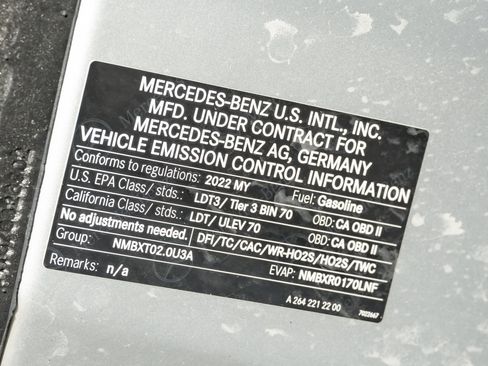 MERCEDES-BENZ U.S. INTL., INC.
MFD. UNDER CONTRACT FOR
MERCEDES-BENZ AG, GERMANY
VEHICLE EMISSION CONTROL INFORMATION
Conforms to regulations: 2022 MY Fuel: Gasoline
U.S. EPA Class/ stds.: LDT3/ Tier 3 BIN 70 OBD: CA OBD II
California Class/ stds.: LDT/ ULEV 70 OBD: CA OBD II
No adjustments needed. DFI/TC/CAC/WR-HO2S/HO2S/TWC
Group: NMBXT02.0U3A EVAP: NMBXR0170LNF
Remarks: n/a
A 264 221 22 00